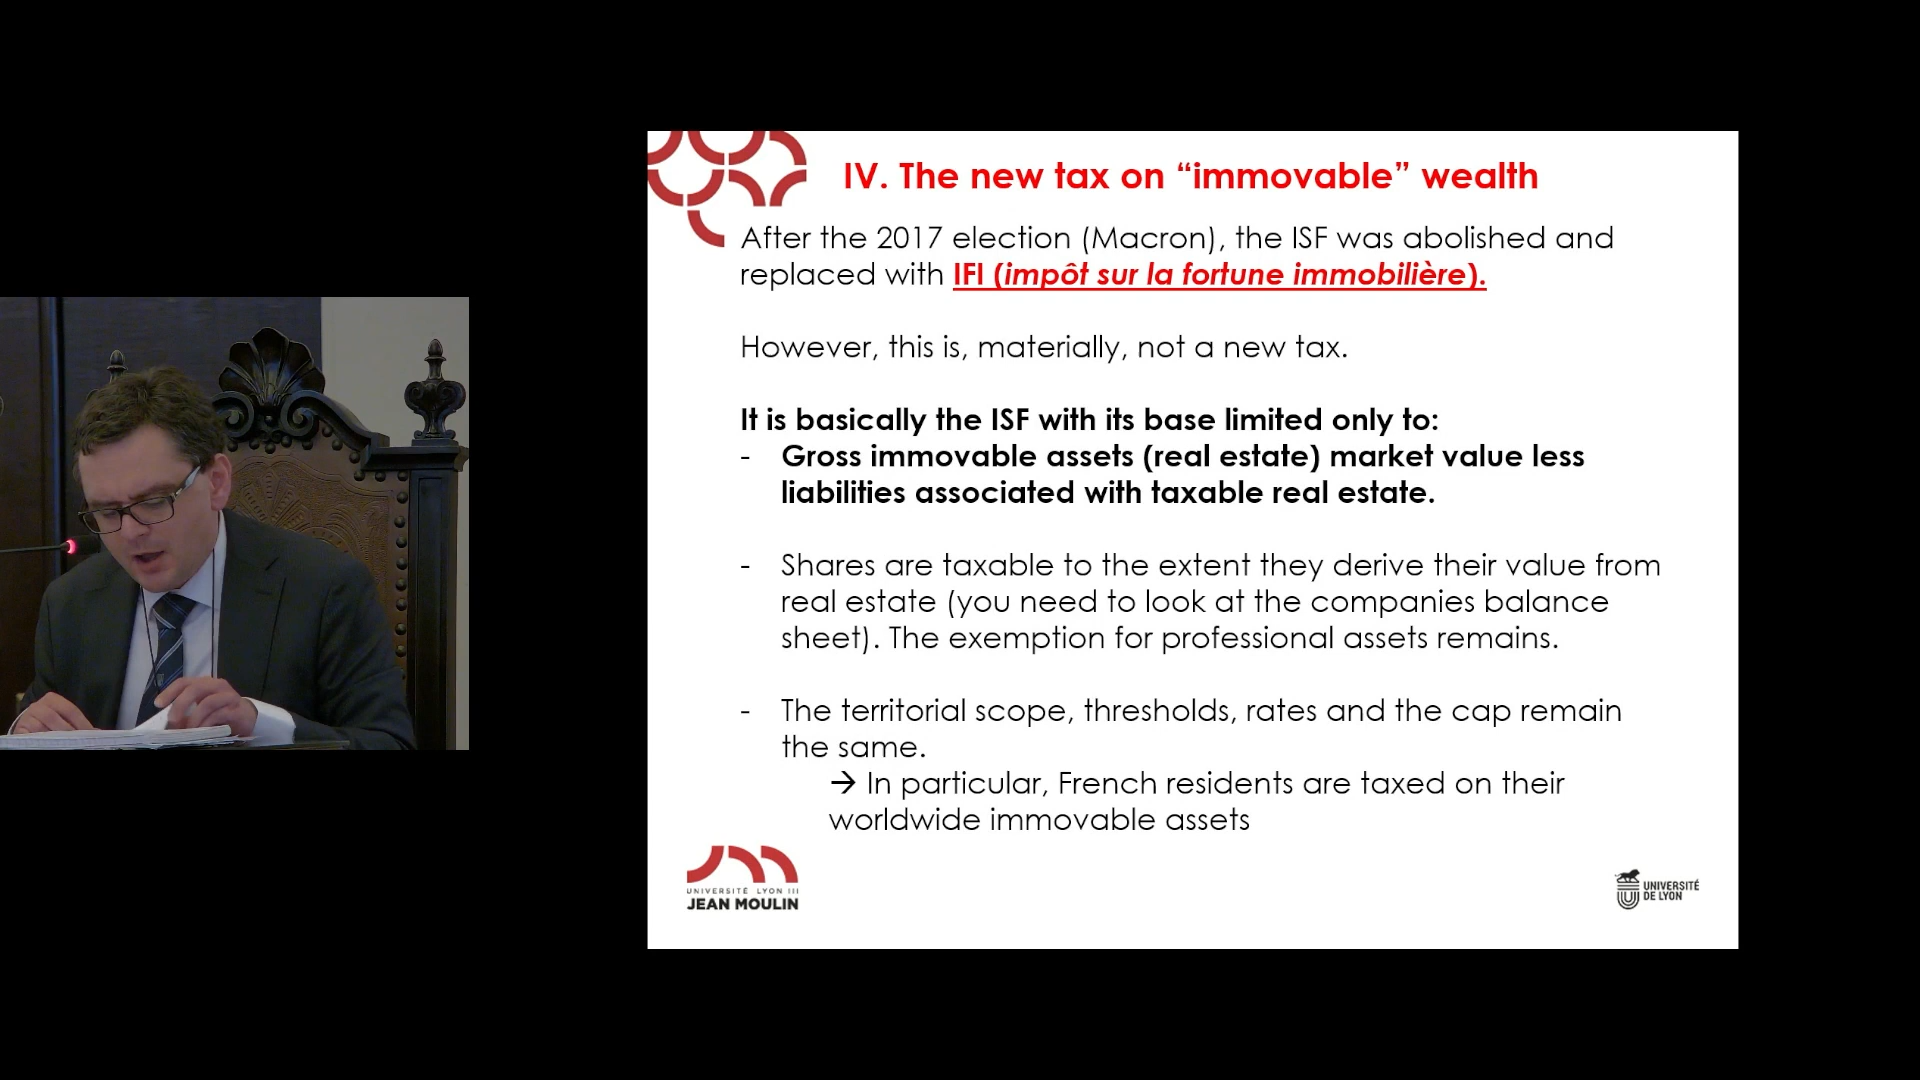 IV. The new tax on “immovable” wealth
After the 2017 election (Macron), the ISF was abolished and
replaced with IFI (impôt sur la fortune immobilière).
However, this is, materially, not a new tax.
It is basically the ISF with its base limited only to:
- Gross immovable assets (real estate) market value less
liabilities associated with taxable real estate.
- Shares are taxable to the extent they derive their value from
real estate (you need to look at the companies balance
sheet). The exemption for professional assets remains.
- The territorial scope, thresholds, rates and the cap remain
the same.
→ In particular, French residents are taxed on their
worldwide immovable assets
UNIVERSITÉ LYON III
JEAN MOULIN
UNIVERSITÉ
DE LYON